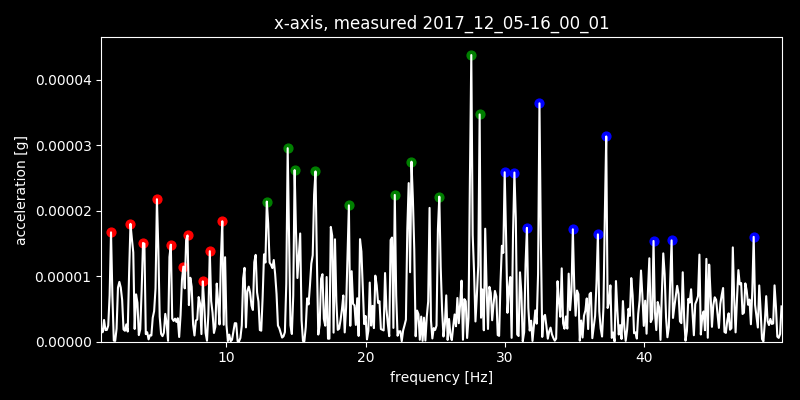 x-axis, measured 2017_12_05-16_00_01
acceleration [g]
0.00004
0.00003
0.00002
0.00001
0.00000
10 20 30 40
frequency [Hz]